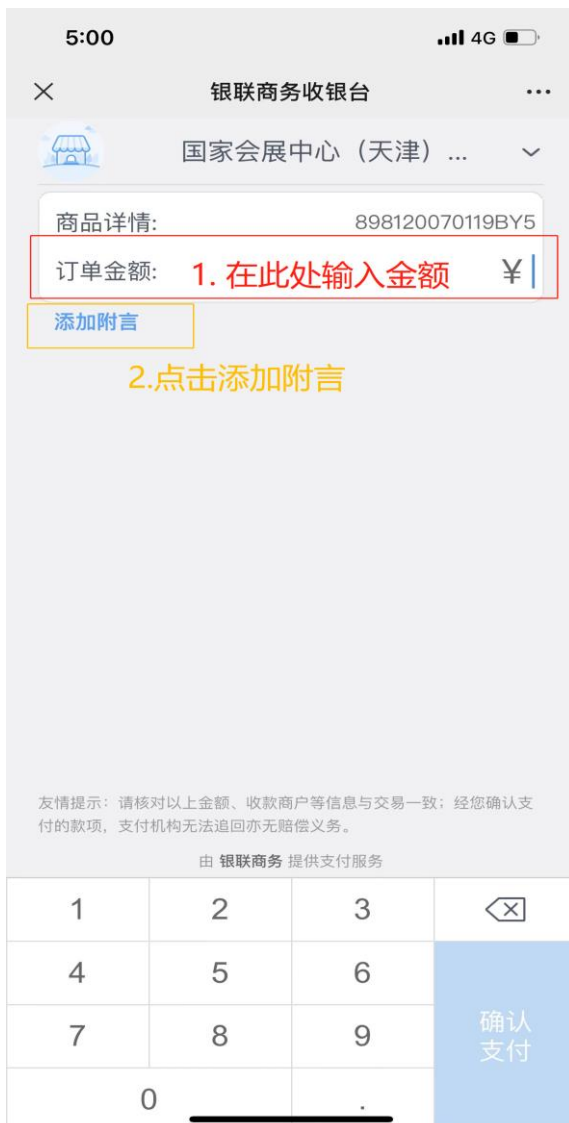 5:00
4G
银联商务收银台
国家会展中心（天津）...
商品详情:
898120070119BY5
订单金额:
1. 在此处输入金额
¥
添加附言
2.点击添加附言
友情提示：请核对以上金额、收款商户等信息与交易一致；经您确认支
付的款项，支付机构无法追回亦无赔偿义务。
由 银联商务 提供支付服务
1 2 3
4 5 6
7 8 9
确认
支付
0 .